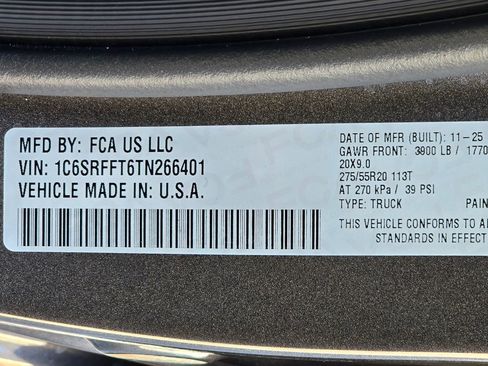 MFD BY: FCA US LLC
VIN: 1C6SRFFT6TN266401
VEHICLE MADE IN: U.S.A.
DATE OF MFR (BUILT): 11-25
GAWR FRONT: 3900 LB / 1770
20X9.0
275/55R20 113T
AT 270 kPa / 39 PSI
TYPE: TRUCK PAIN
THIS VEHICLE CONFORMS TO AL
STANDARDS IN EFFECT